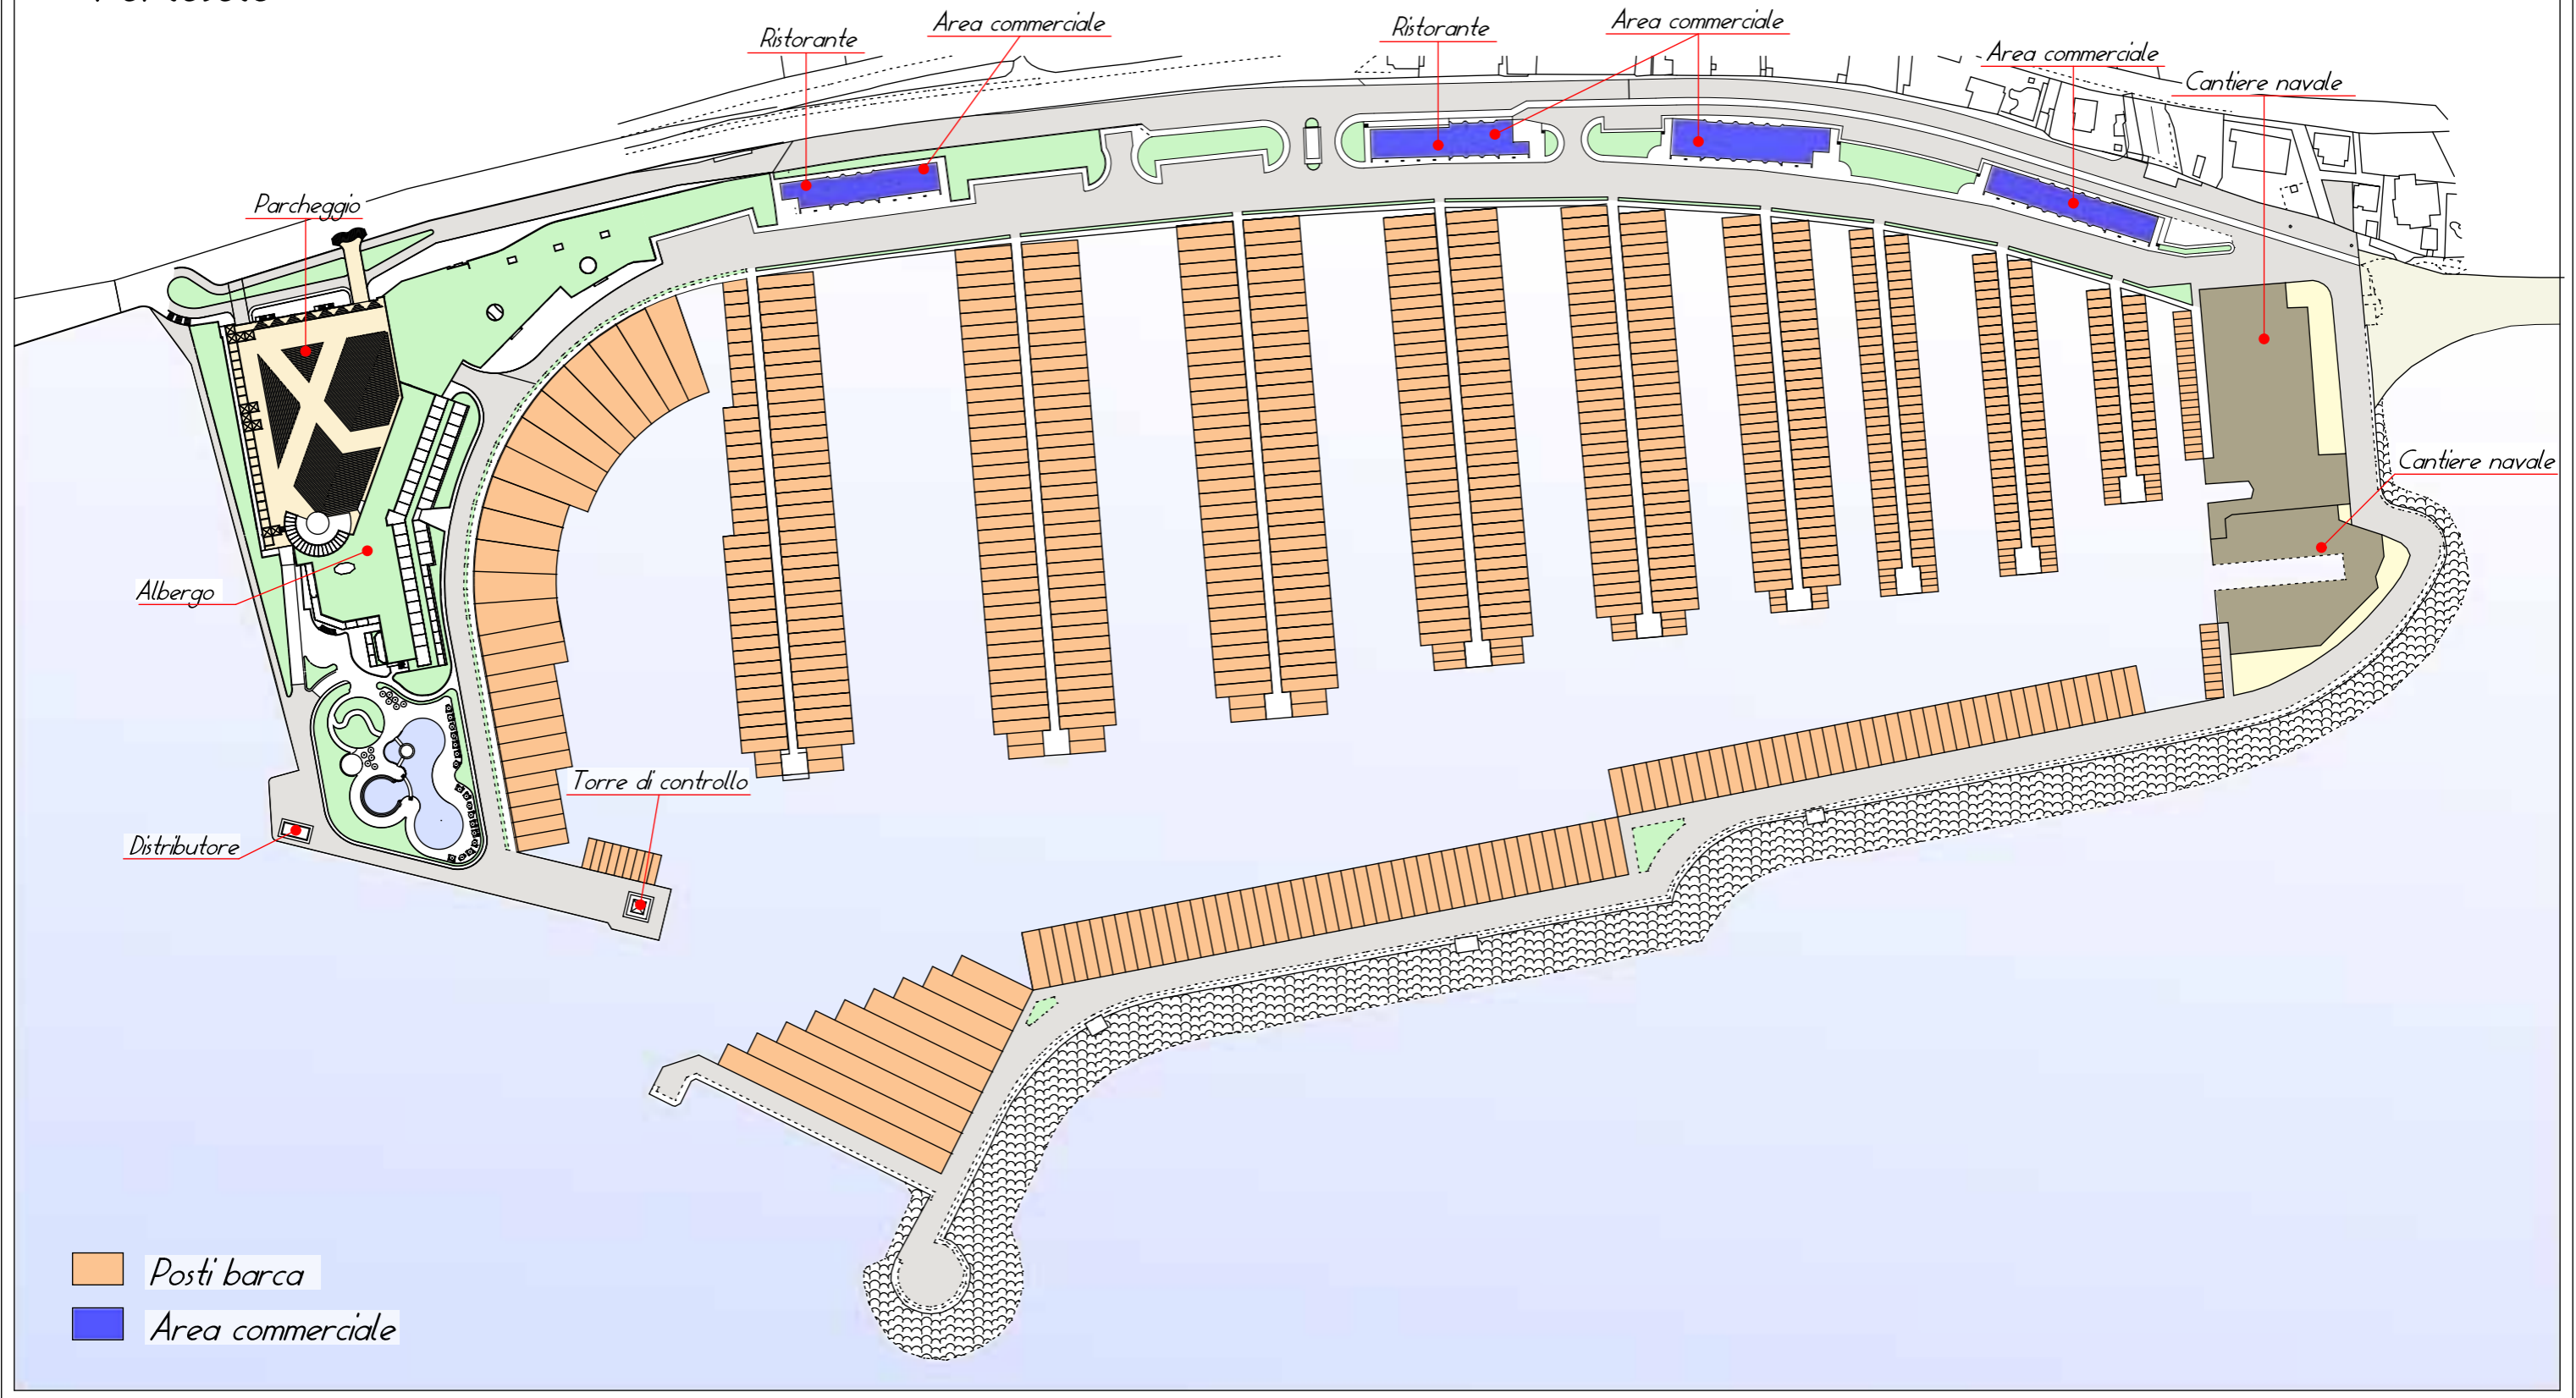 Ristorante
Area commerciale
Ristorante
Area commerciale
Area commerciale
Cantiere navale
Parcheggio
Cantiere navale
Albergo
Torre di controllo
Distributore
Posti barca
Area commerciale